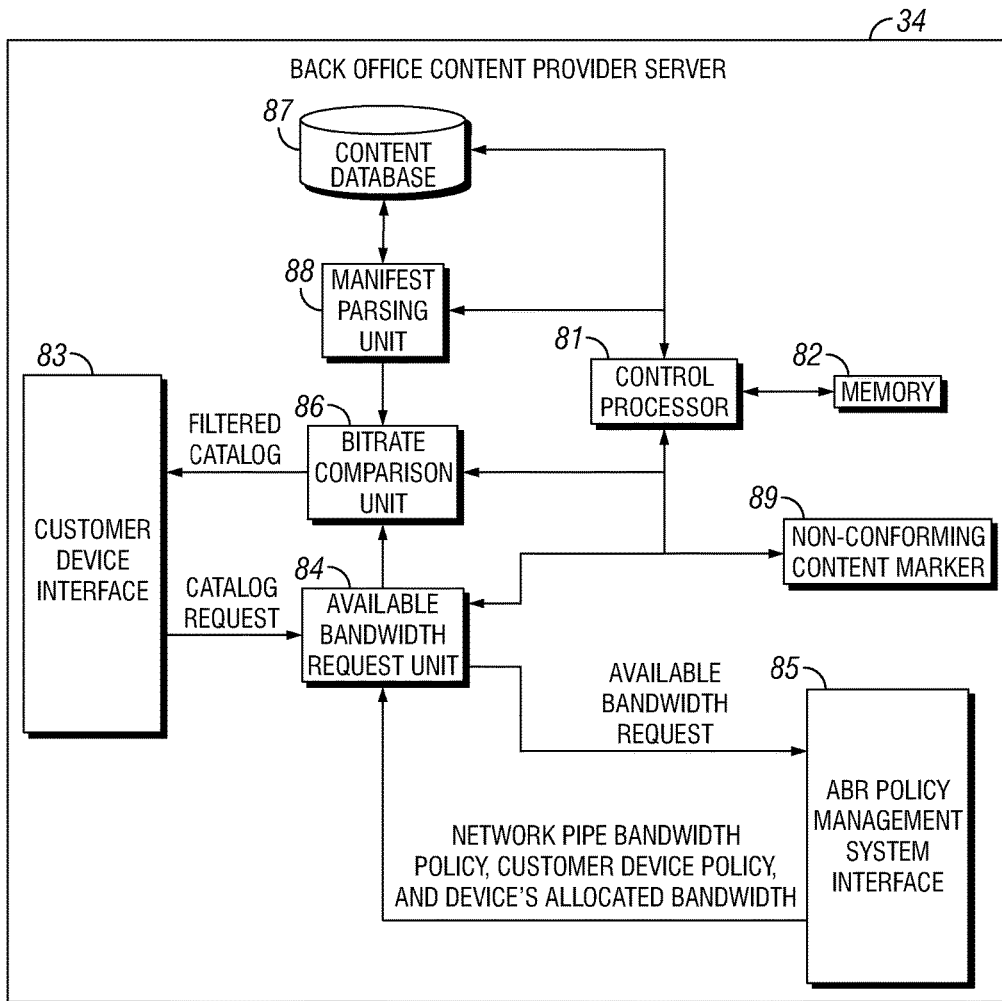 34
BACK OFFICE CONTENT PROVIDER SERVER
87
CONTENT
DATABASE
88
MANIFEST
PARSING
UNIT
81
CONTROL
PROCESSOR
82
MEMORY
83
CUSTOMER
DEVICE
INTERFACE
FILTERED
CATALOG
86
BITRATE
COMPARISON
UNIT
89
NON-CONFORMING
CONTENT MARKER
CATALOG
REQUEST
84
AVAILABLE
BANDWIDTH
REQUEST UNIT
AVAILABLE
BANDWIDTH
REQUEST
85
ABR POLICY
MANAGEMENT
SYSTEM
INTERFACE
NETWORK PIPE BANDWIDTH
POLICY, CUSTOMER DEVICE POLICY,
AND DEVICE'S ALLOCATED BANDWIDTH